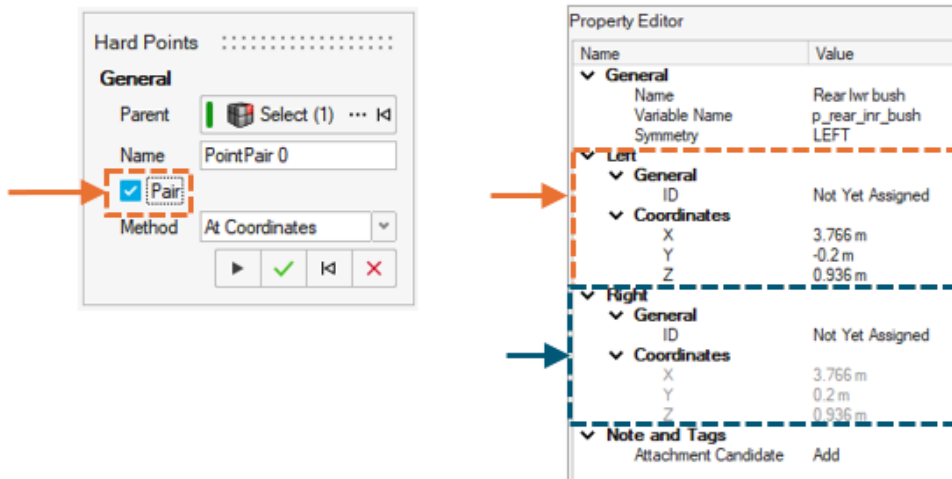 Hard Points
General
Parent Select (1)
Name PointPair 0
Pair
Method At Coordinates
Property Editor
Name Value
General
Name Rear lwr bush
Variable Name p_rear_inr_bush
Symmetry LEFT
Left
General
ID Not Yet Assigned
Coordinates
X 3.766 m
Y -0.2 m
Z 0.936 m
Right
General
ID Not Yet Assigned
Coordinates
X 3.766 m
Y 0.2 m
Z 0.936 m
Note and Tags
Attachment Candidate Add